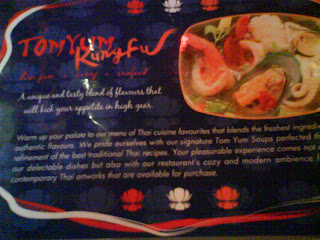 TOMYUM
Kungfu
A unique and tasty blend of flavours that
will kick your appetite in high gear.
Warm up your palate to our menu of Thai cuisine favourites that blends the freshest ingredie
authentic flavours. We pride ourselves with our signature Tom Yum Soups perfected th
refinement of the best traditional Thai recipes. Your pleasurable experience comes not o
our delectable dishes but also with our restaurant's cozy and modern ambience
contemporary Thai artworks that are available for purchase.